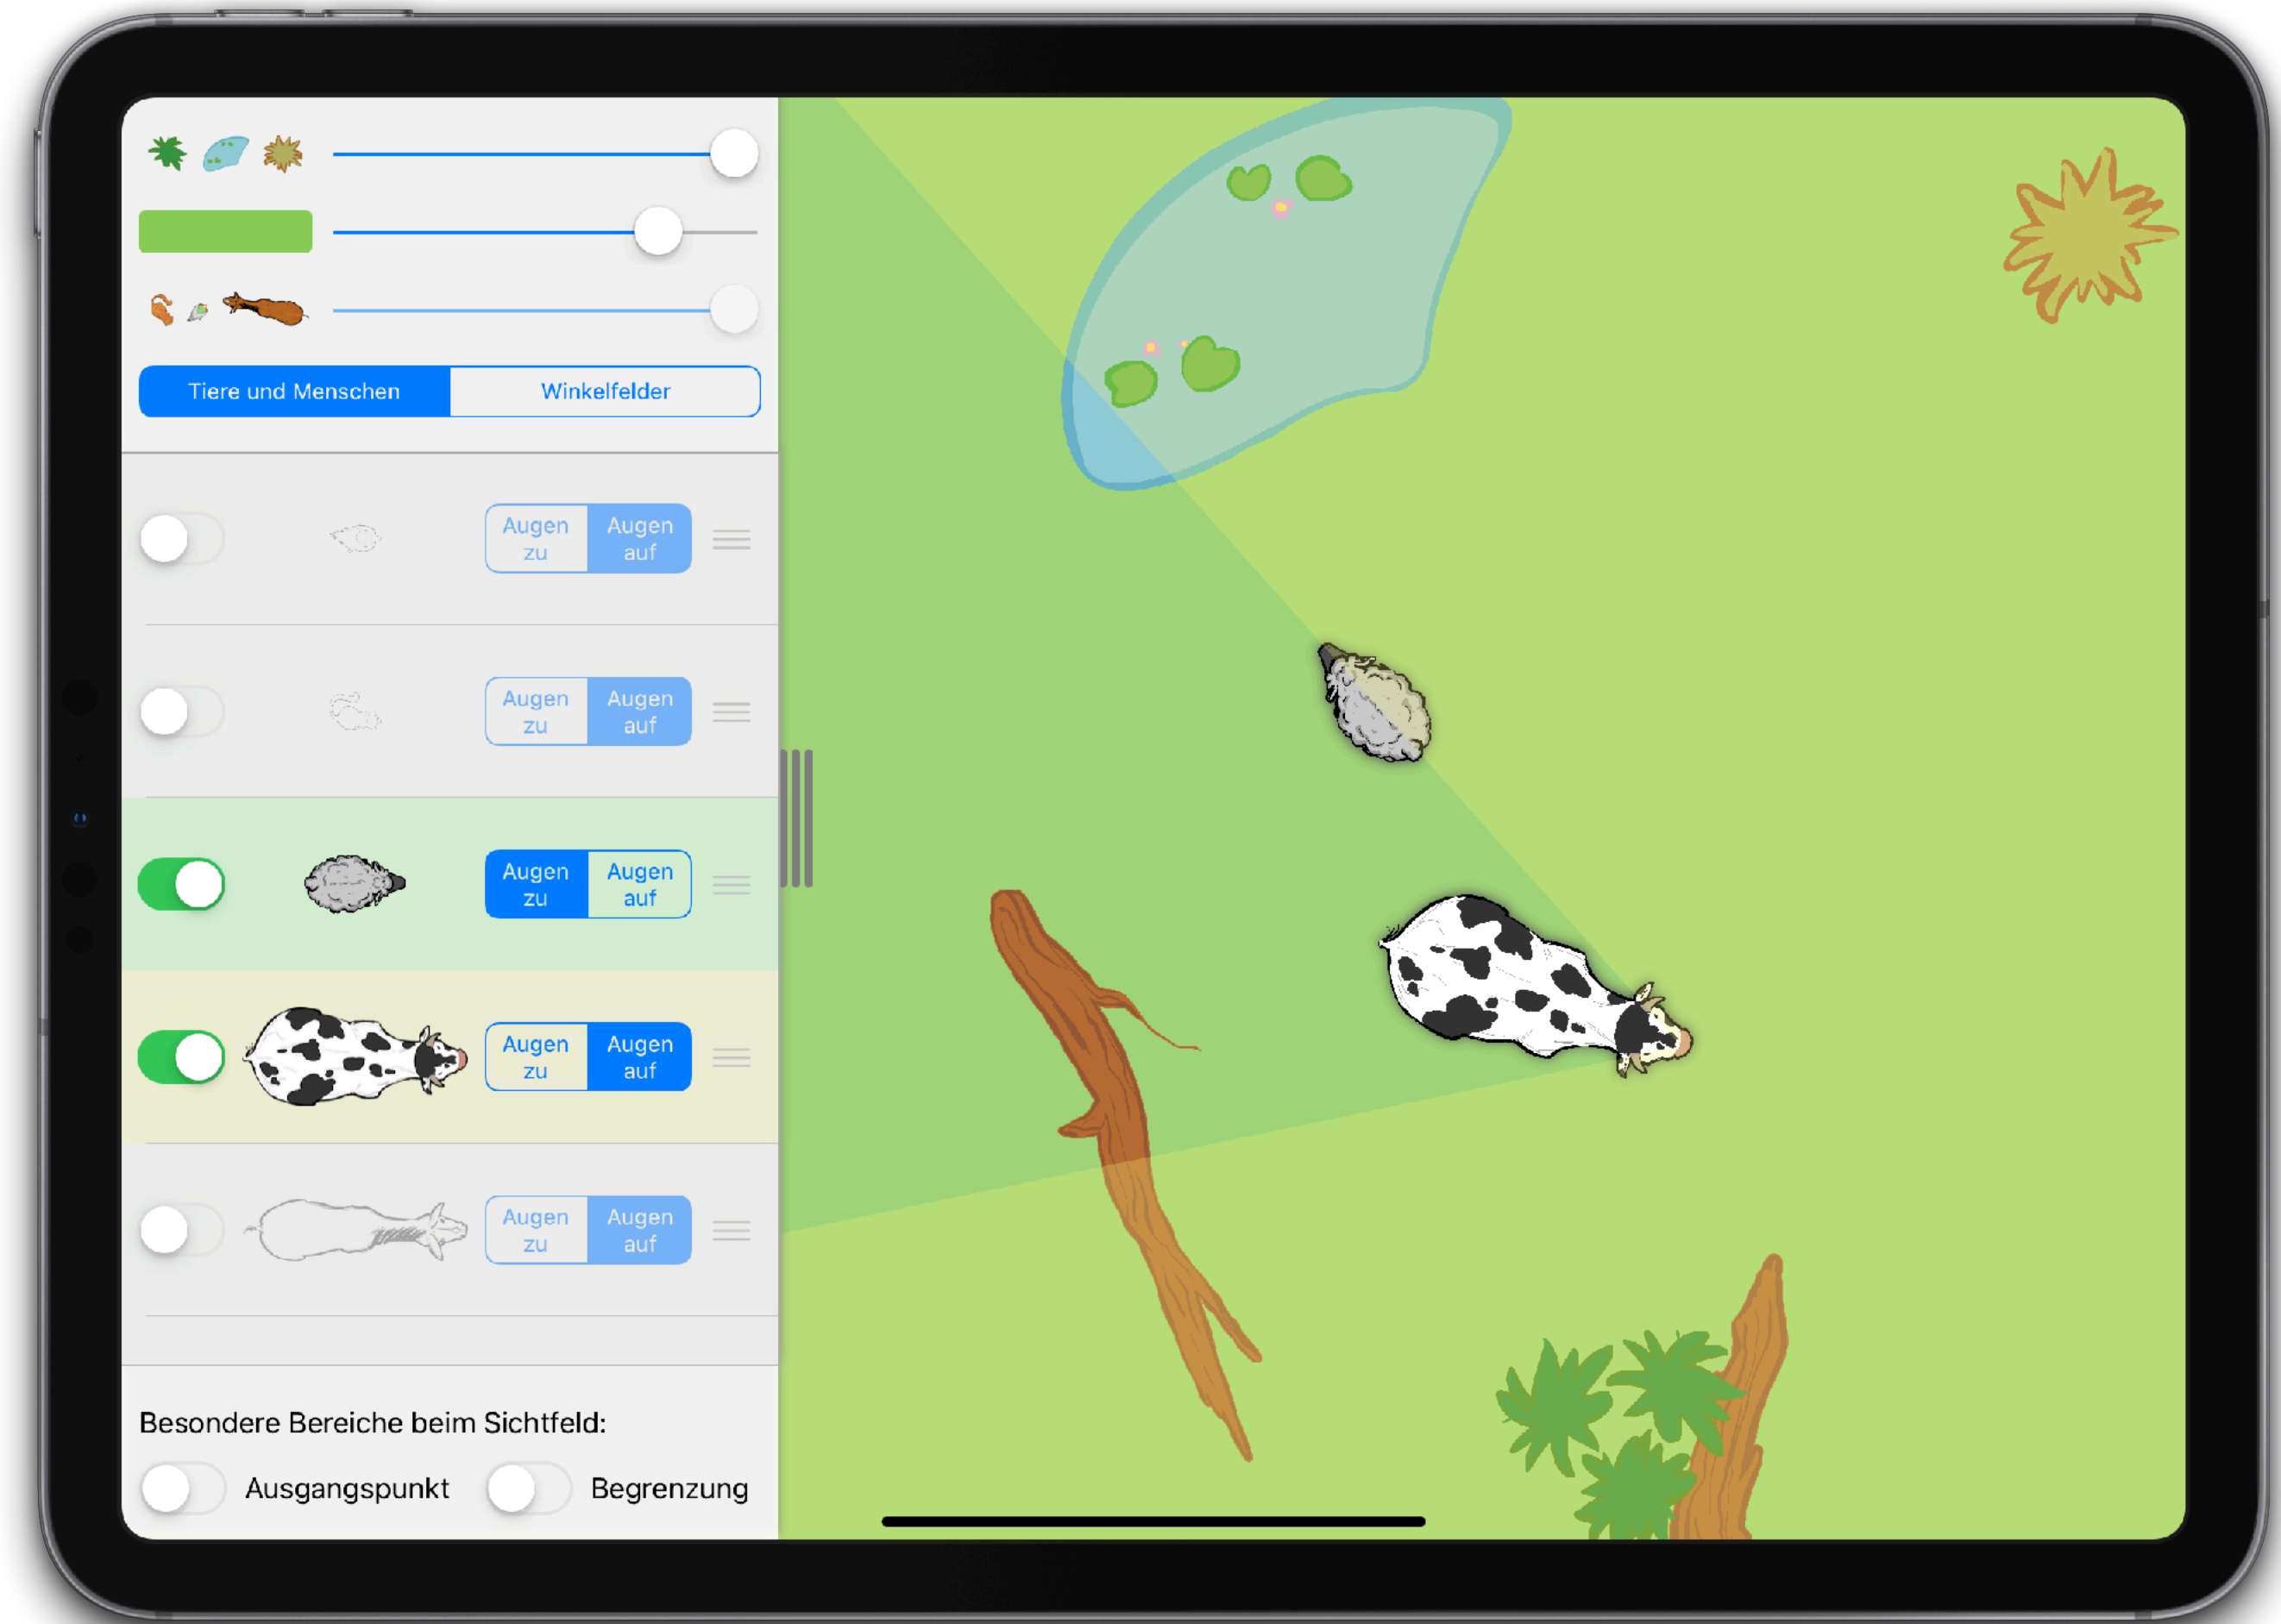 Tiere und Menschen Winkelfelder
Augen zu Augen auf
Augen zu Augen auf
Augen zu Augen auf
Augen zu Augen auf
Augen zu Augen auf
Besondere Bereiche beim Sichtfeld:
Ausgangspunkt Begrenzung